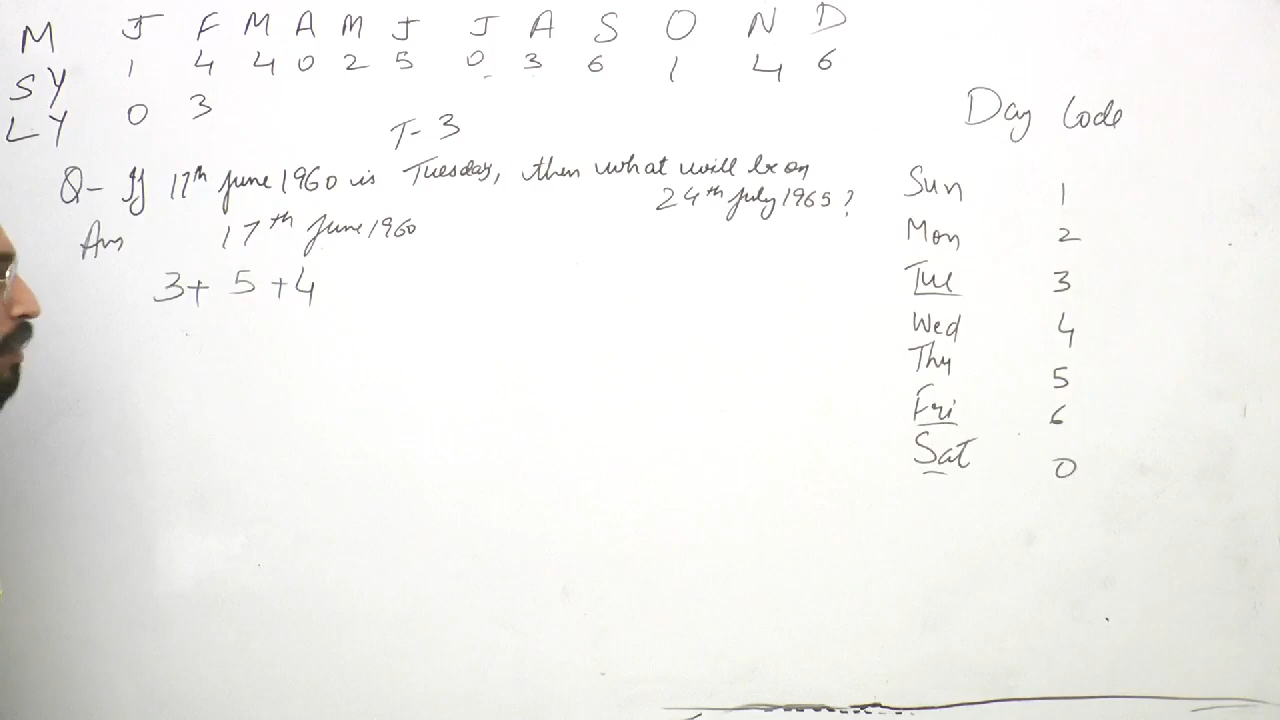 M J F M A M J J A S O N D
SY 1 4 4 0 2 5 0 3 6 1 4 6
LY 0 3
T- 3
Q- If 17th June 1960 is Tuesday, then what will be on
24th July 1965?
Ans 17th June 1960
3+ 5 +4
Day Code
Sun 1
Mon 2
Tue 3
Wed 4
Thu 5
Fri 6
Sat 0